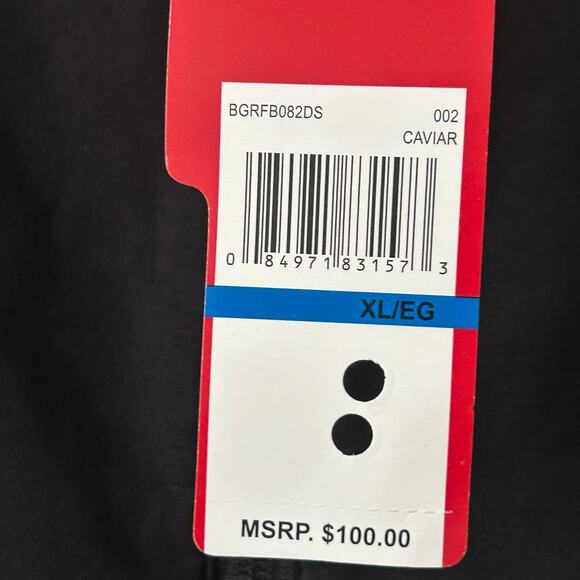 BGRFB082DS 002
CAVIAR
0 84971 83157 3
XL/EG
MSRP. $100.00